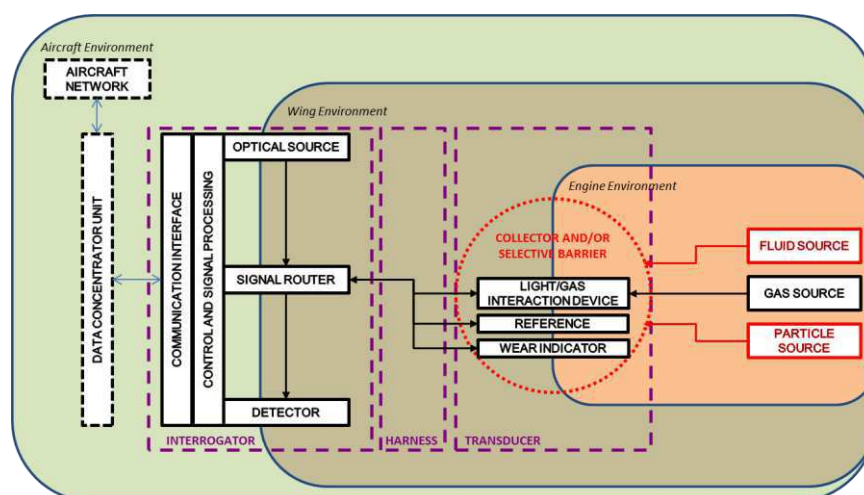 Aircraft Environment
AIRCRAFT
NETWORK
Wing Environment
OPTICAL SOURCE
Engine Environment
COLLECTOR AND/OR
SELECTIVE BARRIER
FLUID SOURCE
DATA CONCENTRATOR UNIT
COMMUNICATION INTERFACE
CONTROL AND SIGNAL PROCESSING
SIGNAL ROUTER
LIGHT/GAS
INTERACTION DEVICE
GAS SOURCE
REFERENCE
PARTICLE
SOURCE
WEAR INDICATOR
DETECTOR
INTERROGATOR
HARNESS
TRANSDUCER